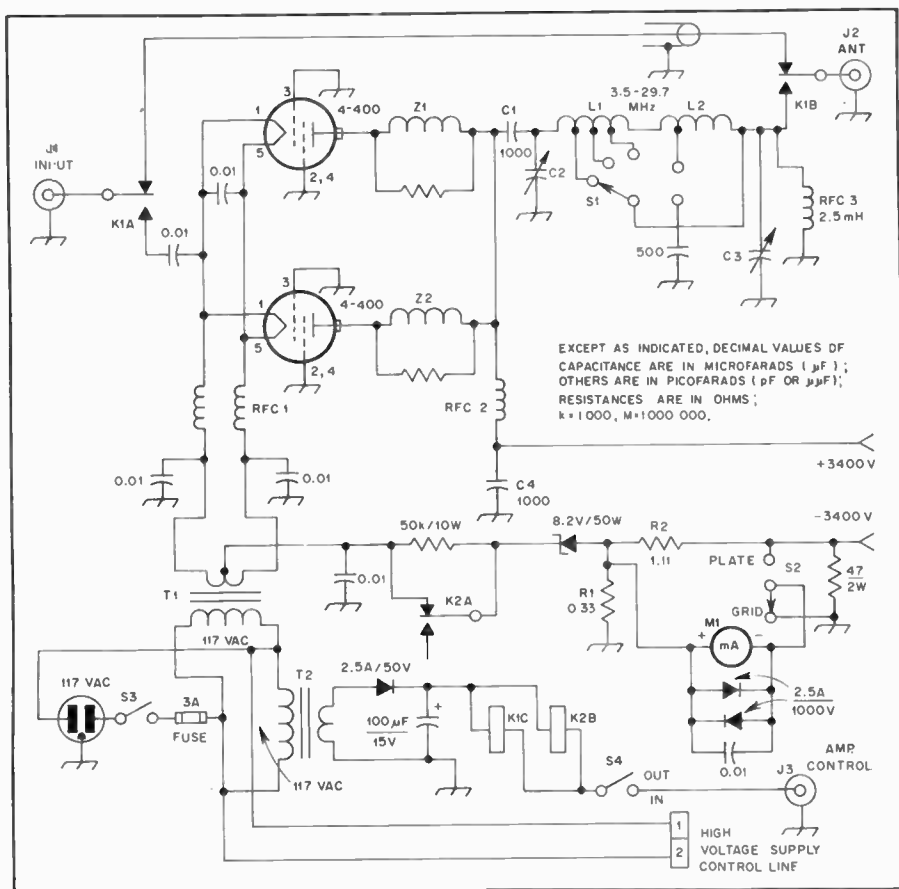 J2
ANT
K1B
3.5-29.7
MHz
L1
L2
C1
1000
Z1
4-400
3
1
5
2, 4
0.01
J1
INPUT
K1A
0.01
C2
S1
500
C3
RFC 3
2.5mH
3
4-400
Z2
1
5
2, 4
RFC 1
RFC 2
EXCEPT AS INDICATED, DECIMAL VALUES OF
CAPACITANCE ARE IN MICROFARADS (µF);
OTHERS ARE IN PICOFARADS (pF OR µµF);
RESISTANCES ARE IN OHMS;
k=1000, M=1000 000.
+3400V
0.01
0.01
C4
1000
50k/10W
8.2V/50W
R2
1.11
-3400V
PLATE
S2
GRID
47
2W
0.01
K2A
R1
0.33
M1
+
mA
-
T1
117 VAC
2.5A
1000V
0.01
117 VAC
S3
3A
FUSE
T2
2.5A/50V
+
100µF
15V
K1C
K2B
117 VAC
S4
OUT
IN
AMP.
CONTROL
J3
1
2
HIGH
VOLTAGE SUPPLY
CONTROL LINE